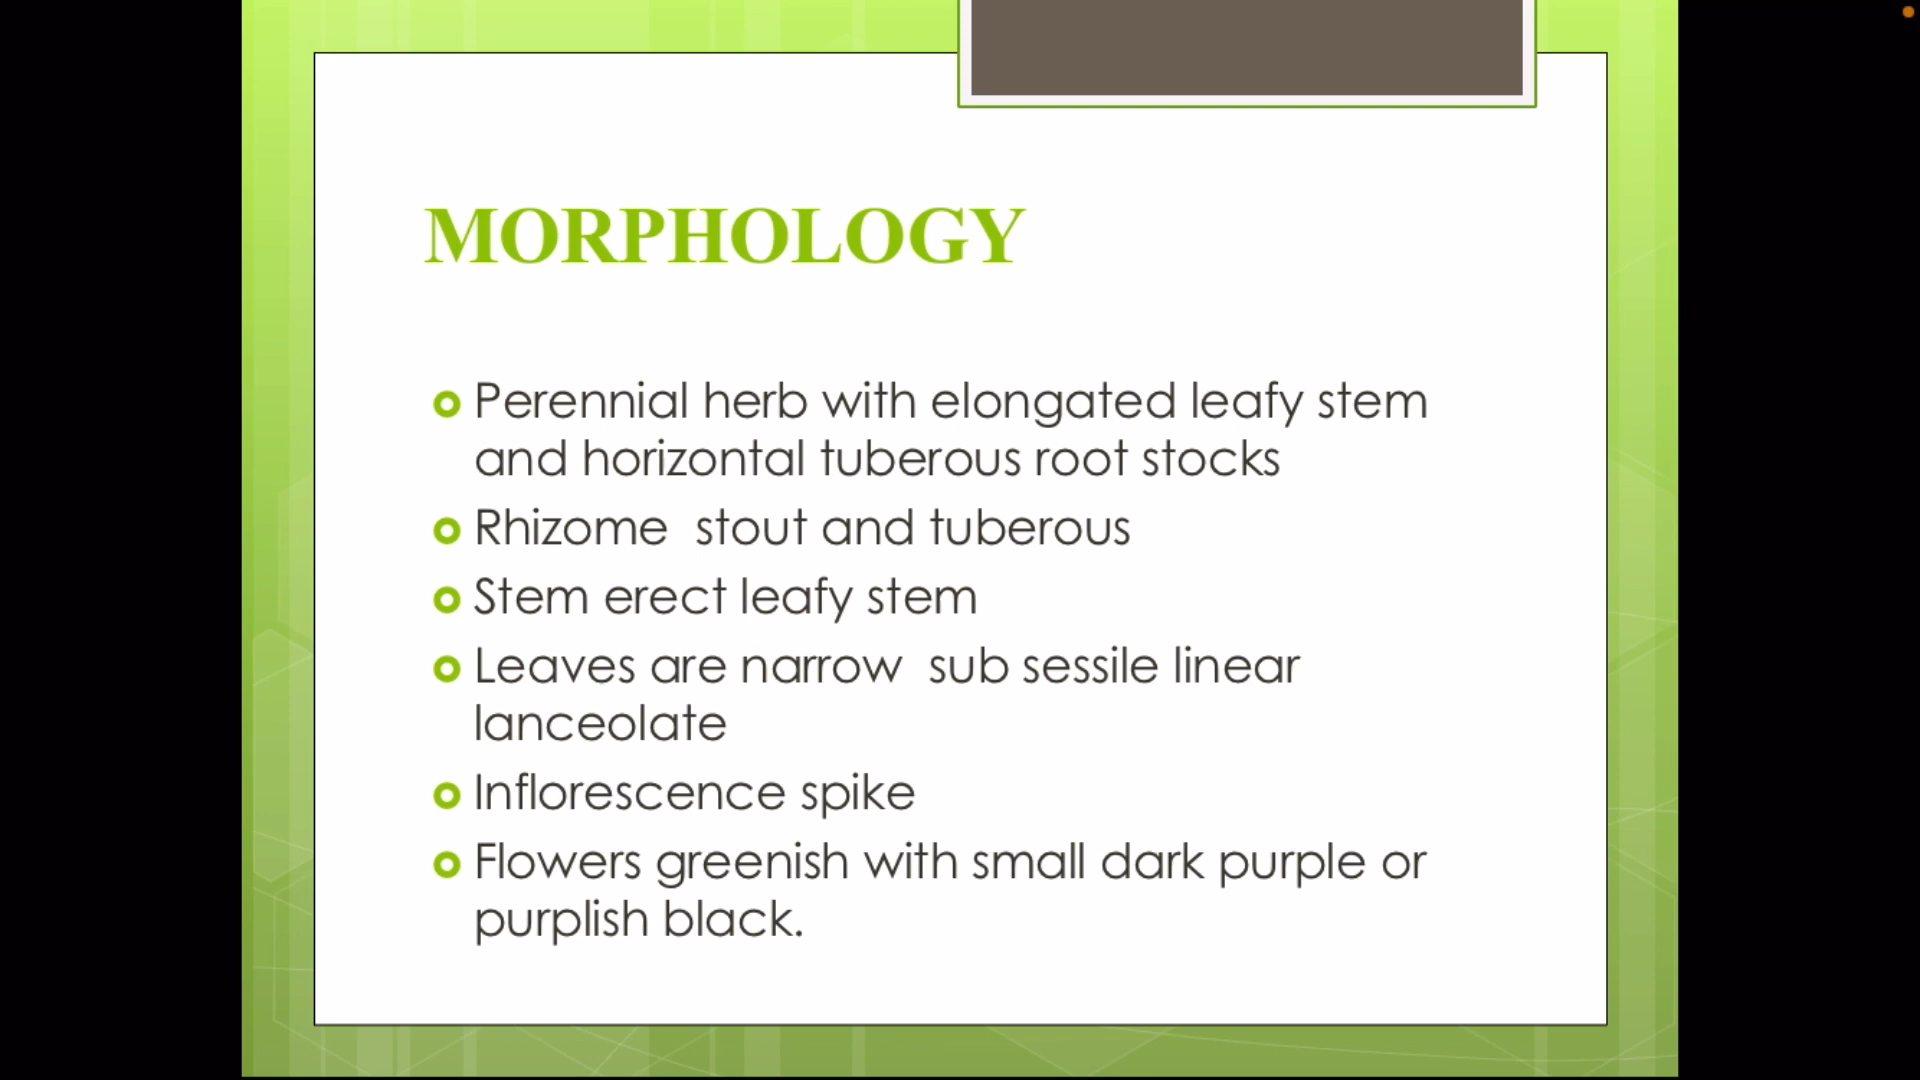 MORPHOLOGY
Perennial herb with elongated leafy stem
and horizontal tuberous root stocks
Rhizome  stout and tuberous
Stem erect leafy stem
Leaves are narrow  sub sessile linear
lanceolate
Inflorescence spike
Flowers greenish with small dark purple or
purplish black.